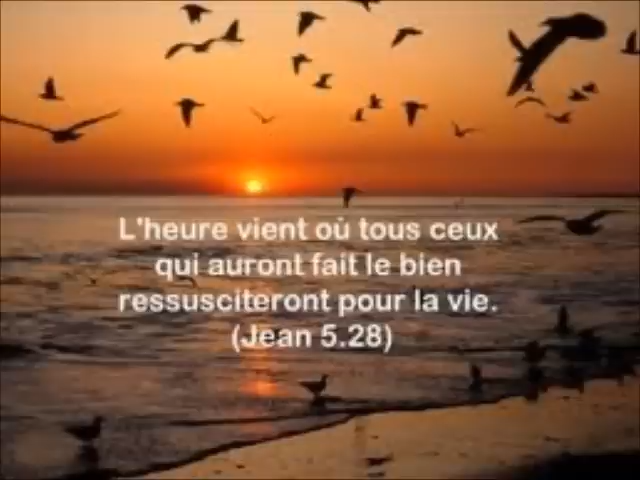 L'heure vient où tous ceux
qui auront fait le bien
ressusciteront pour la vie.
(Jean 5.28)